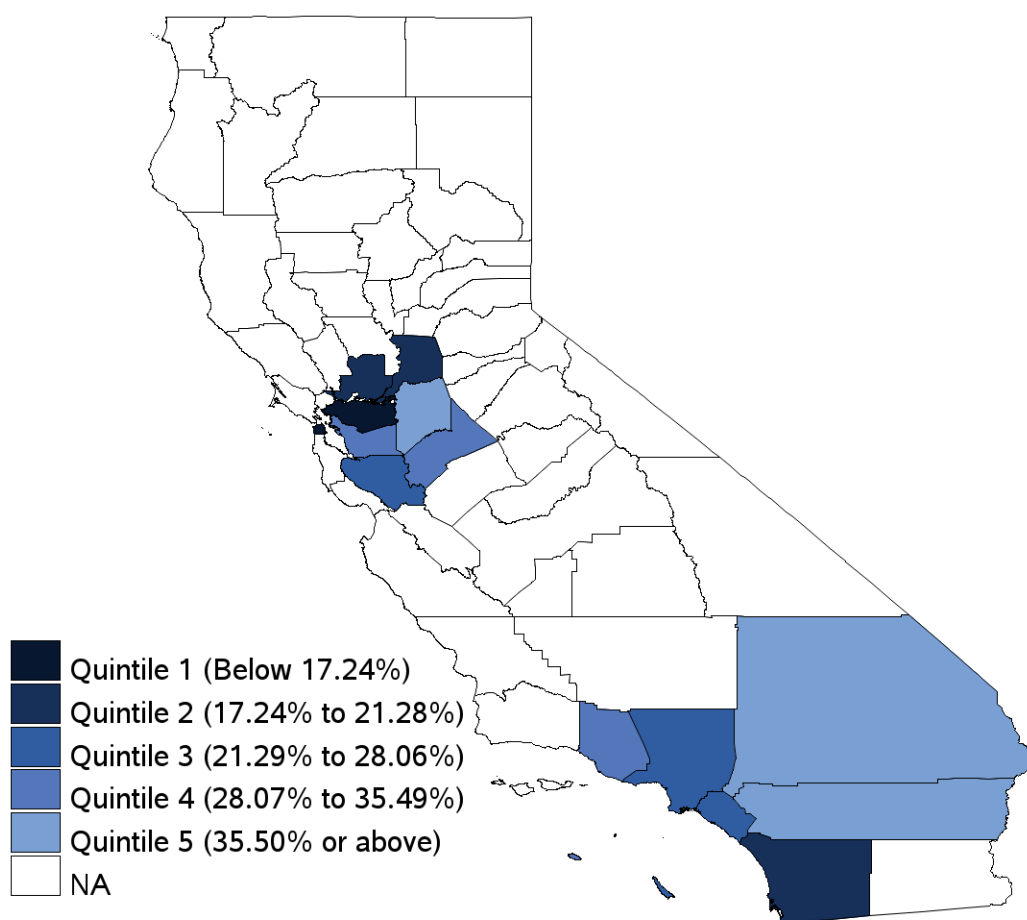 Quintile 1 (Below 17.24%)
Quintile 2 (17.24% to 21.28%)
Quintile 3 (21.29% to 28.06%)
Quintile 4 (28.07% to 35.49%)
Quintile 5 (35.50% or above)
NA